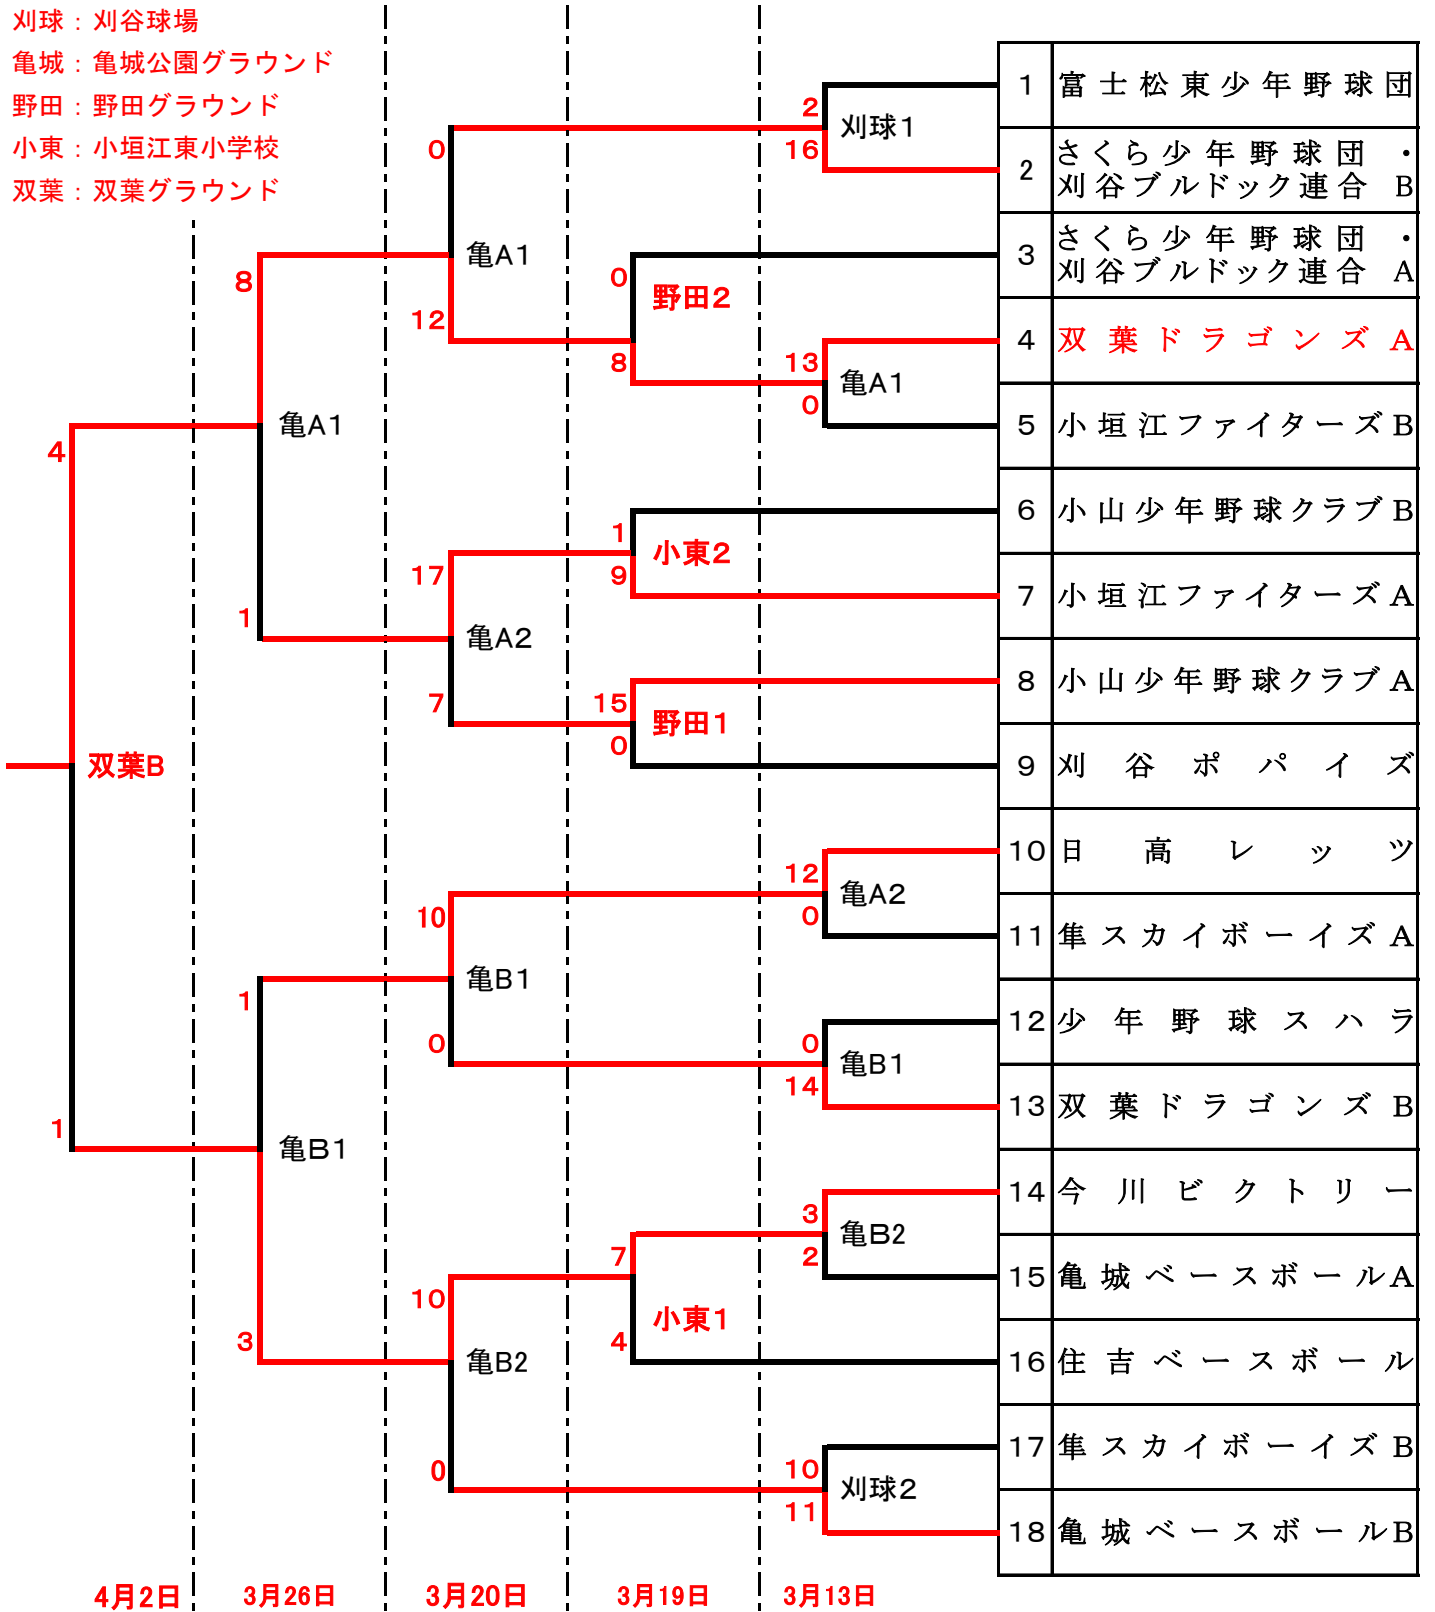 刈球：刈谷球場
亀城：亀城公園グラウンド
野田：野田グラウンド
小東：小垣江東小学校
双葉：双葉グラウンド
1 富士松東少年野球団
2
刈球1
16
2 さくら少年野球団・
刈谷ブルドック連合 B
0
亀A1
12
3 さくら少年野球団・
刈谷ブルドック連合 A
0
野田2
8
4 双葉ドラゴンズA
13
亀A1
0
5 小垣江ファイターズB
8
亀A1
1
6 小山少年野球クラブB
1
小東2
9
7 小垣江ファイターズA
17
亀A2
7
8 小山少年野球クラブA
15
野田1
0
9 刈谷ポパイズ
4
双葉B
1
10 日高レッツ
12
亀A2
0
11 隼スカイボーイズA
10
亀B1
0
12 少年野球スハラ
0
亀B1
14
13 双葉ドラゴンズB
1
亀B1
3
14 今川ビクトリー
3
亀B2
2
15 亀城ベースボールA
7
小東1
4
16 住吉ベースボール
10
亀B2
0
17 隼スカイボーイズB
10
刈球2
11
18 亀城ベースボールB
4月2日 3月26日 3月20日 3月19日 3月13日